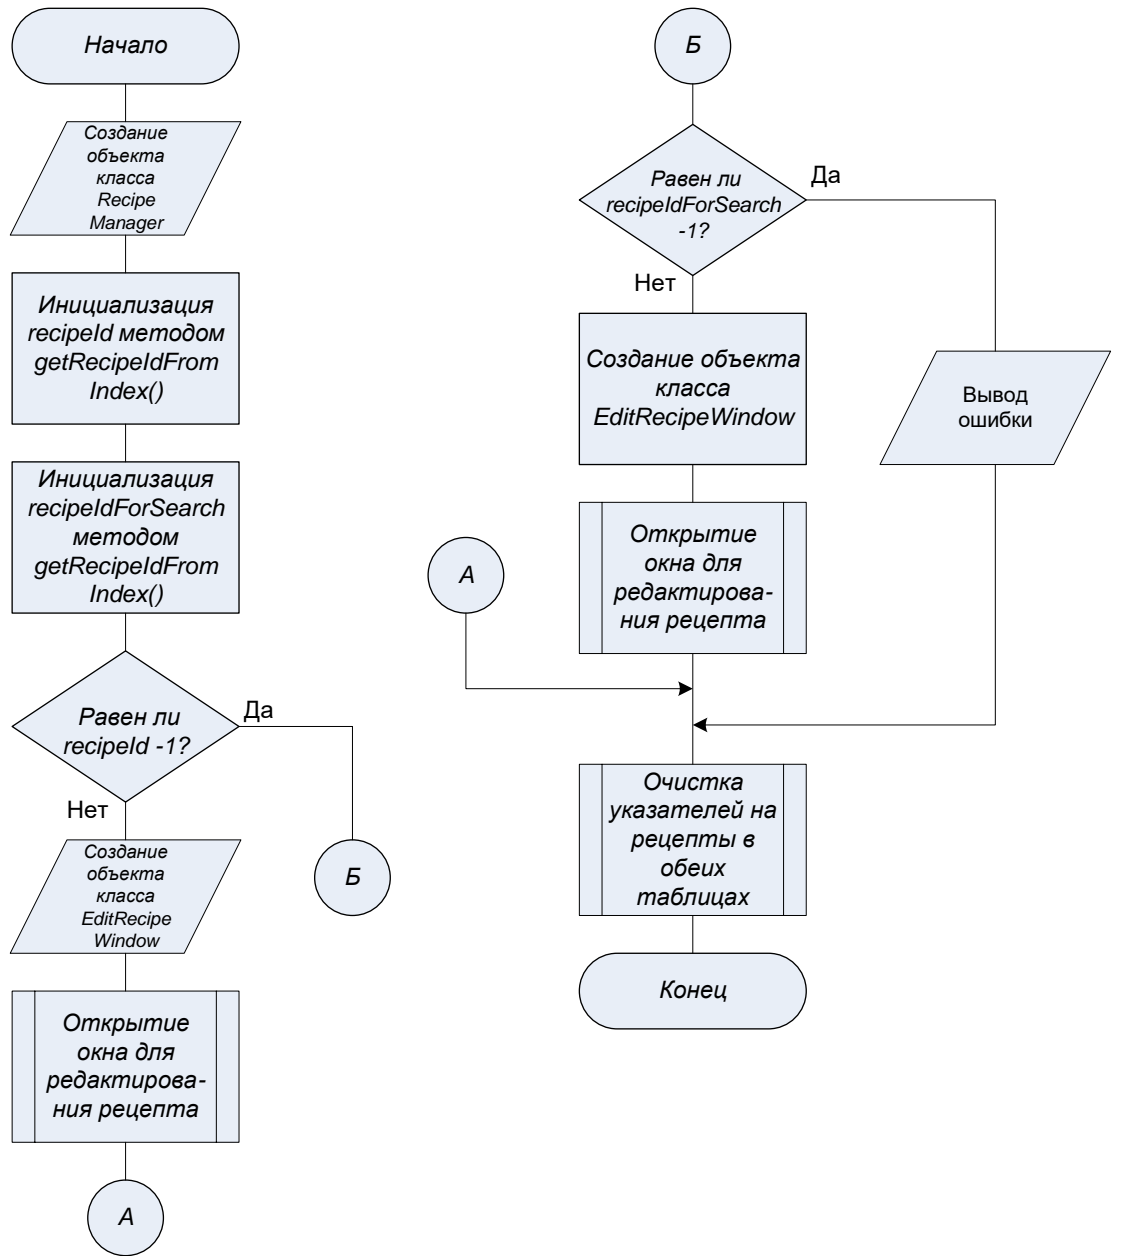 Начало
Создание
объекта
класса
Recipe
Manager
Инициализация
recipeId методом
getRecipeIdFrom
Index()
Инициализация
recipeIdForSearch
методом
getRecipeIdFrom
Index()
Равен ли
recipeId -1?
Да
Нет
Б
Создание
объекта
класса
EditRecipe
Window
Открытие
окна для
редактирова-
ния рецепта
А
Б
Равен ли
recipeIdForSearch
-1?
Да
Нет
Создание объекта
класса
EditRecipeWindow
Вывод
ошибки
Открытие
окна для
редактирова-
ния рецепта
А
Очистка
указателей на
рецепты в
обеих
таблицах
Конец